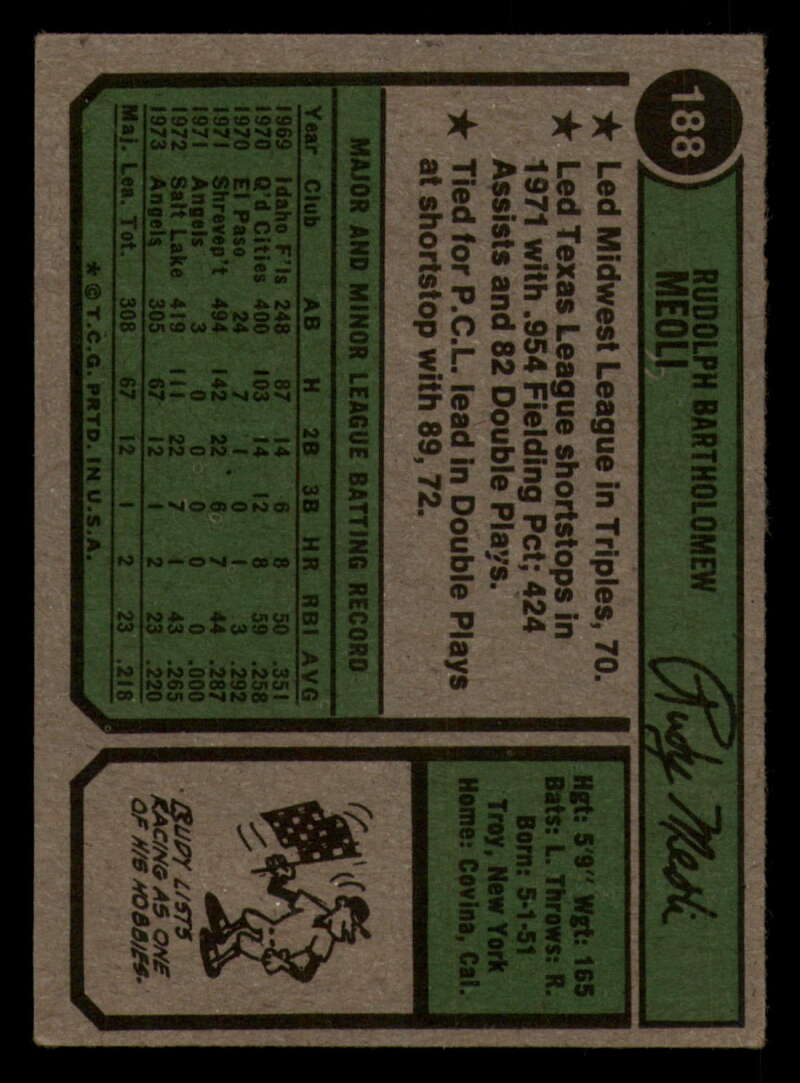 188
RUDOLPH BARTHOLOMEW
MEOLI
Rudy Meoli
★ Led Midwest League in Triples, 70.
★ Led Texas League shortstops in
1971 with .954 Fielding Pct; 424
Assists and 82 Double Plays.
★ Tied for P.C.L. lead in Double Plays
at shortstop with 89, 72.
MAJOR AND MINOR LEAGUE BATTING RECORD
Year Club AB H 2B 3B HR RBI AVG
1969 Idaho F'ls 248 87 14 6 8 50 .351
1970 Q'd Cities 400 103 14 12 8 59 .258
1970 El Paso 24 7 1 0 1 3 .292
1971 Shrevep't 494 142 22 6 7 44 .287
1971 Angels 3 0 0 0 0 0 .000
1972 Salt Lake 419 111 22 7 1 43 .265
1973 Angels 305 67 12 1 2 23 .220
Maj. Lea. Tot. 308 67 12 1 2 23 .218
* © T.C.G. PRTD. IN U.S.A.
Hgt: 5'9" Wgt: 165
Bats: L. Throws: R.
Born: 5-1-51
Troy, New York
Home: Covina, Cal.
RUDY LISTS
RACING AS ONE
OF HIS HOBBIES.